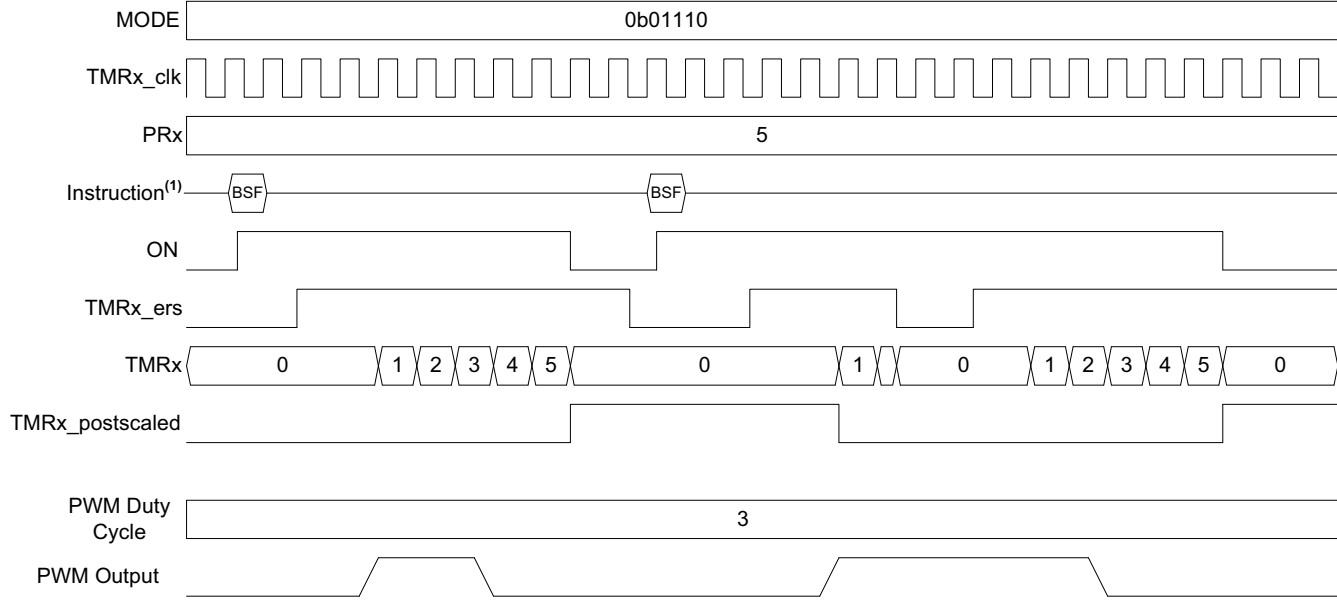 MODE 0b01110
TMRx_clk
PRx 5
Instruction(1) BSF BSF
ON
TMRx_ers
TMRx 0 1 2 3 4 5 0 1 0 1 2 3 4 5 0
TMRx_postscaled
PWM Duty
Cycle 3
PWM Output